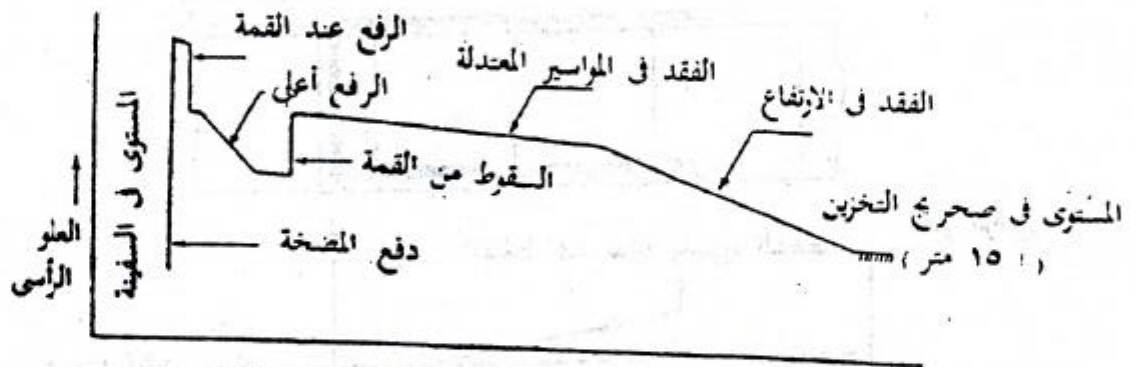 الرفع عند القمة
الرفع أعلى
الفقد فى المواسير المعتدلة
الفقد فى الارتفاع
السقوط من القمة
المستوى فى صهريج التخزين
( ١٥ متر )
دفع المضخة
المستوى فى السفينة
العلو
الرأسى